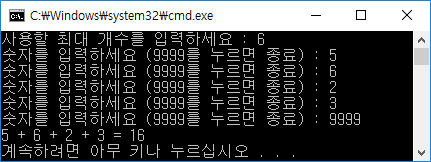 C:\Windows\system32\cmd.exe
사용할 최대 개수를 입력하세요 : 6
숫자를 입력하세요 (9999를 누르면 종료) : 5
숫자를 입력하세요 (9999를 누르면 종료) : 6
숫자를 입력하세요 (9999를 누르면 종료) : 2
숫자를 입력하세요 (9999를 누르면 종료) : 3
숫자를 입력하세요 (9999를 누르면 종료) : 9999
5 + 6 + 2 + 3 = 16
계속하려면 아무 키나 누르십시오 . . .